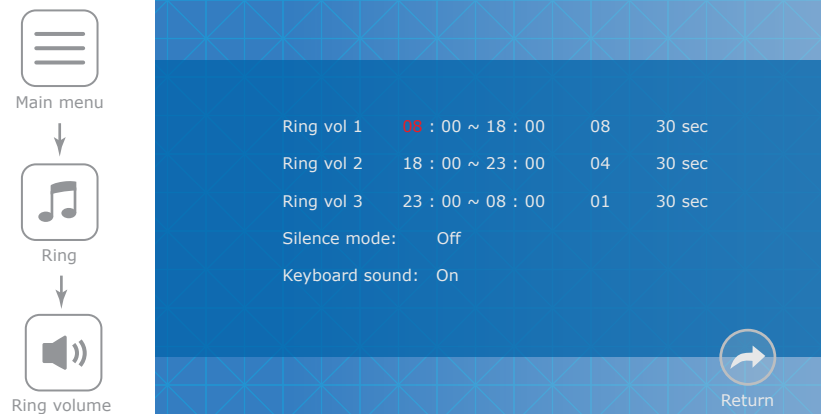 Main menu
Ring
Ring volume
Ring vol 1 08 : 00 ~ 18 : 00 08 30 sec
Ring vol 2 18 : 00 ~ 23 : 00 04 30 sec
Ring vol 3 23 : 00 ~ 08 : 00 01 30 sec
Silence mode: Off
Keyboard sound: On
Return